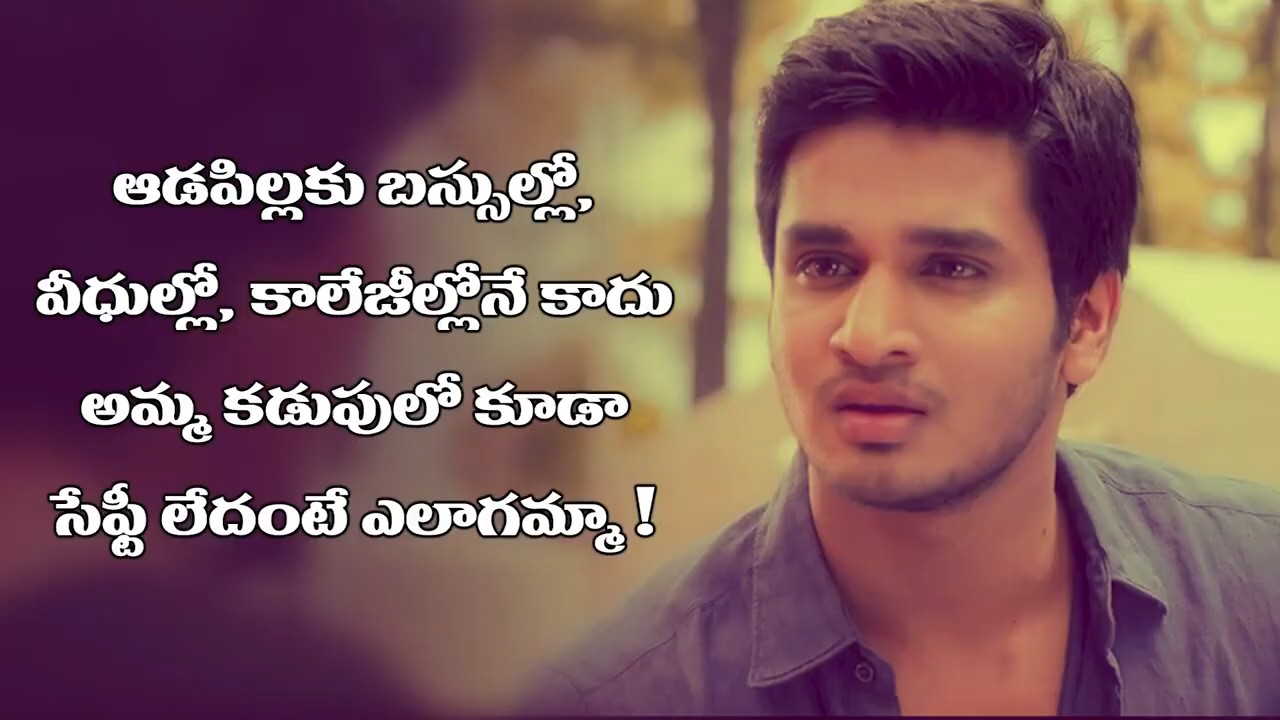 ఆడపిల్లకు బస్సుల్లో,
వీధుల్లో, కాలేజీల్లోనే కాదు
అమ్మ కడుపులో కూడా
సేఫ్టీ లేదంటే ఎలాగమ్మా !